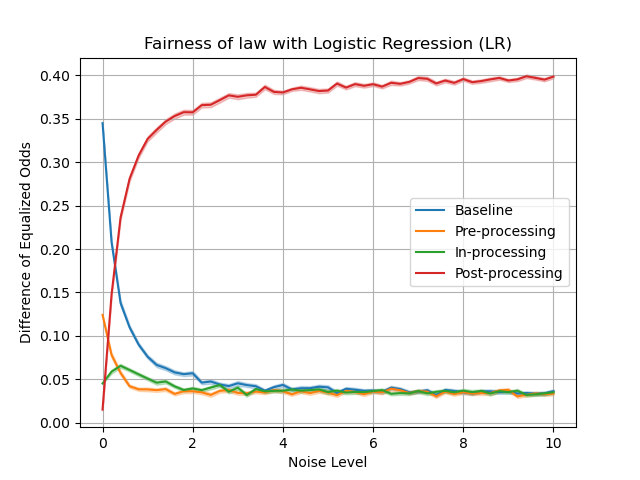 Fairness of law with Logistic Regression (LR)
Difference of Equalized Odds
0.40
0.35
0.30
0.25
0.20
0.15
0.10
0.05
0.00
Baseline
Pre-processing
In-processing
Post-processing
0 2 4 6 8 10
Noise Level